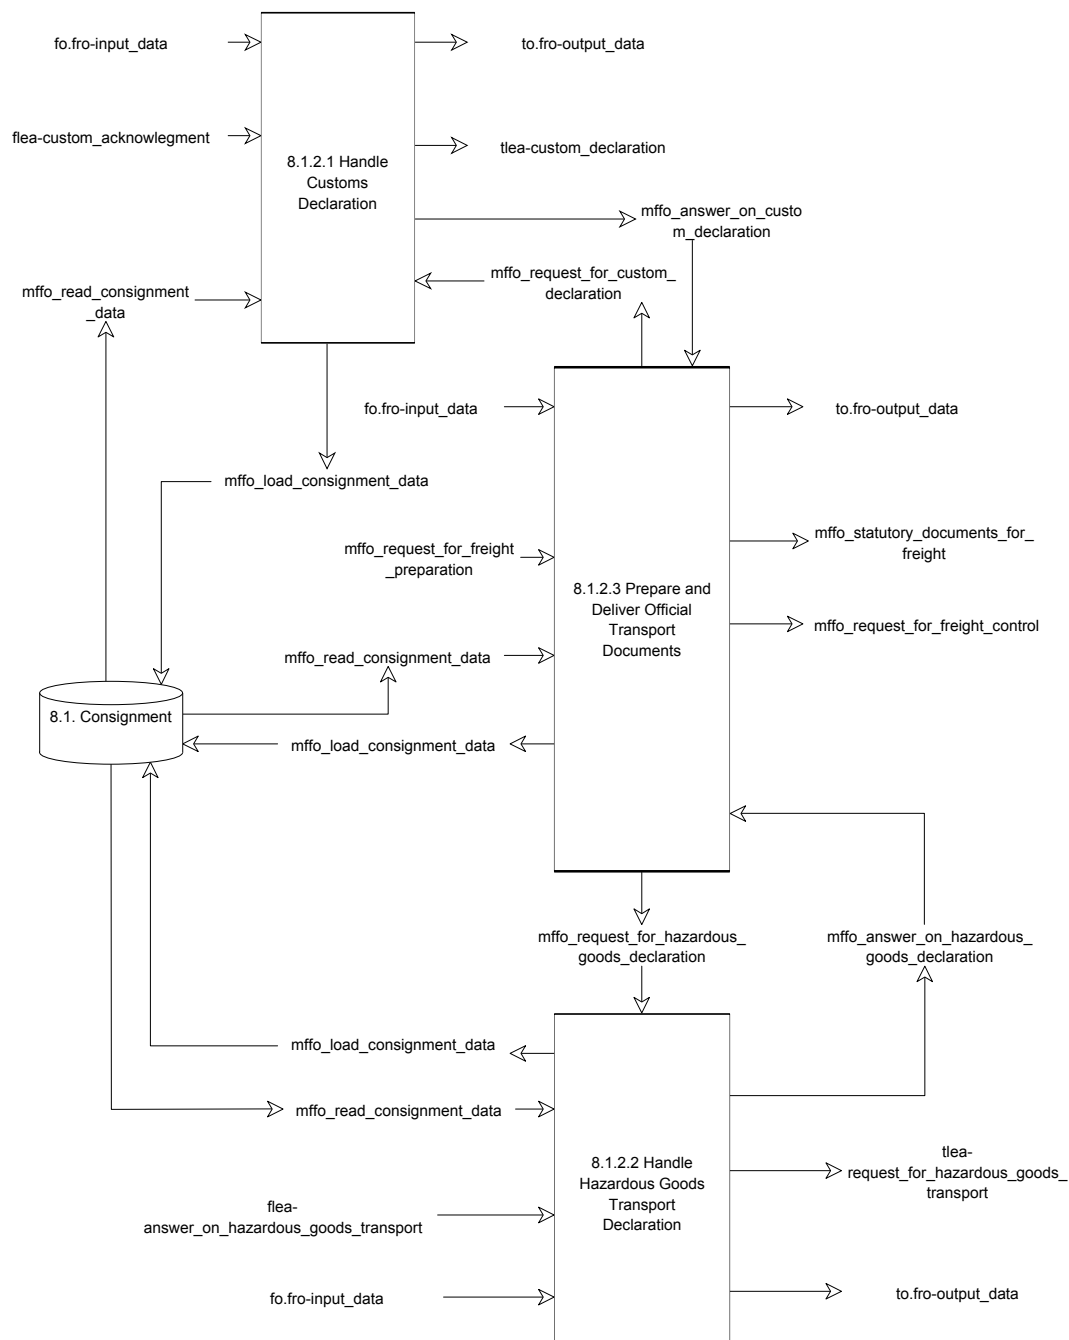 fo.fro-input_data
to.fro-output_data
flea-custom_acknowlegment
tlea-custom_declaration
8.1.2.1 Handle
Customs
Declaration
mffo_answer_on_custo
m_declaration
mffo_request_for_custom_
declaration
mffo_read_consignment
_data
fo.fro-input_data
to.fro-output_data
mffo_load_consignment_data
mffo_request_for_freight
_preparation
mffo_statutory_documents_for_
freight
8.1.2.3 Prepare and
Deliver Official
Transport
Documents
mffo_request_for_freight_control
mffo_read_consignment_data
8.1. Consignment
mffo_load_consignment_data
mffo_request_for_hazardous_
goods_declaration
mffo_answer_on_hazardous_
goods_declaration
mffo_load_consignment_data
mffo_read_consignment_data
8.1.2.2 Handle
Hazardous Goods
Transport
Declaration
tlea-
request_for_hazardous_goods_
transport
flea-
answer_on_hazardous_goods_transport
fo.fro-input_data
to.fro-output_data